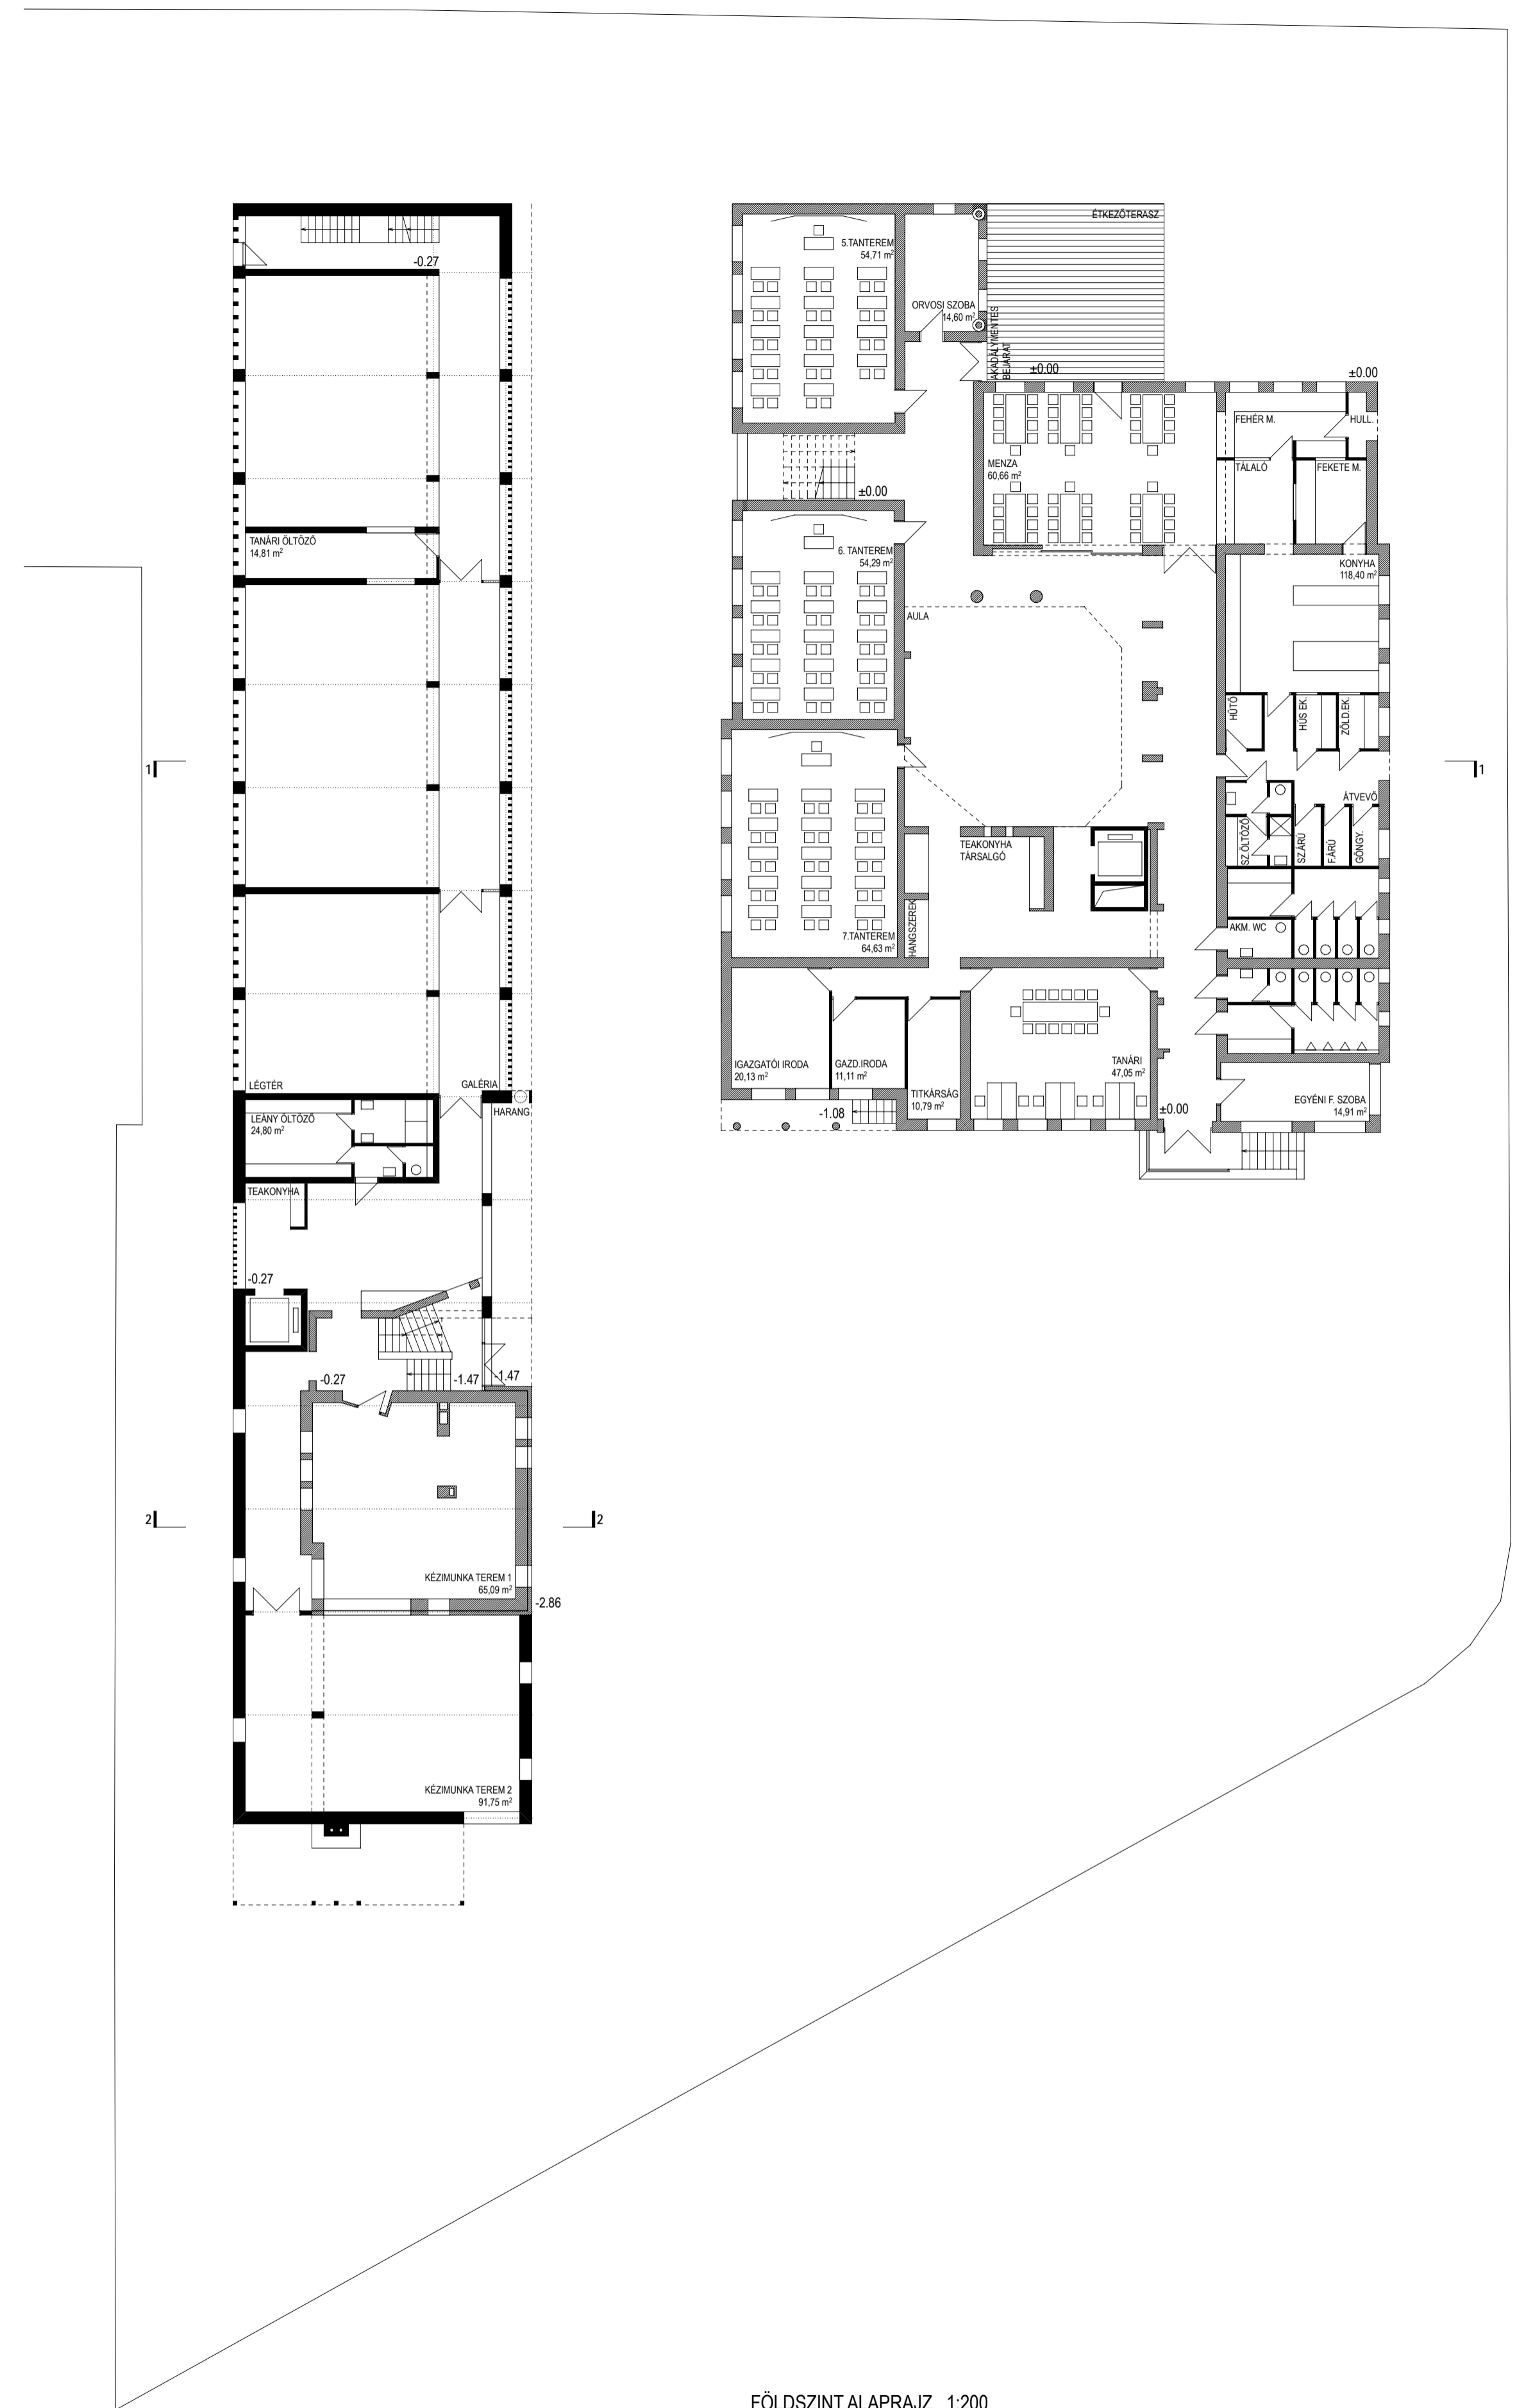 -0.27
TANÁRI ÖLTÖZŐ
14,81 m²
LÉGTÉR
GALÉRIA
HARANG
LEÁNY ÖLTÖZŐ
24,80 m²
TEAKONYHA
-0.27
-0.27
-1.47
-1.47
KÉZIMUNKA TEREM 1
65,09 m²
-2.86
KÉZIMUNKA TEREM 2
91,75 m²
1
2
2
5.TANTEREM
54,71 m²
ORVOSI SZOBA
14,60 m²
ÉTKEZŐTERASZ
AKADÁLYMENTES
BEJÁRAT
±0.00
±0.00
±0.00
MENZA
60,66 m²
FEHÉR M.
HULL.
TÁLALÓ
FEKETE M.
6. TANTEREM
54,29 m²
KONYHA
118,40 m²
AULA
HŰTŐ
HÚS EK.
ZÖLD.EK.
1
ÁTVEVŐ
SZ.ÖLTÖZŐ
SZ.ÁRÚ
F.ÁRÚ
GÖNGY.
TEAKONYHA
TÁRSALGÓ
HANGSZEREK
7.TANTEREM
64,63 m²
AKM. WC
IGAZGATÓI IRODA
20,13 m²
GAZD.IRODA
11,11 m²
TITKÁRSÁG
10,79 m²
TANÁRI
47,05 m²
-1.08
±0.00
EGYÉNI F. SZOBA
14,91 m²
FÖLDSZINT ALAPRAJZ 1:200